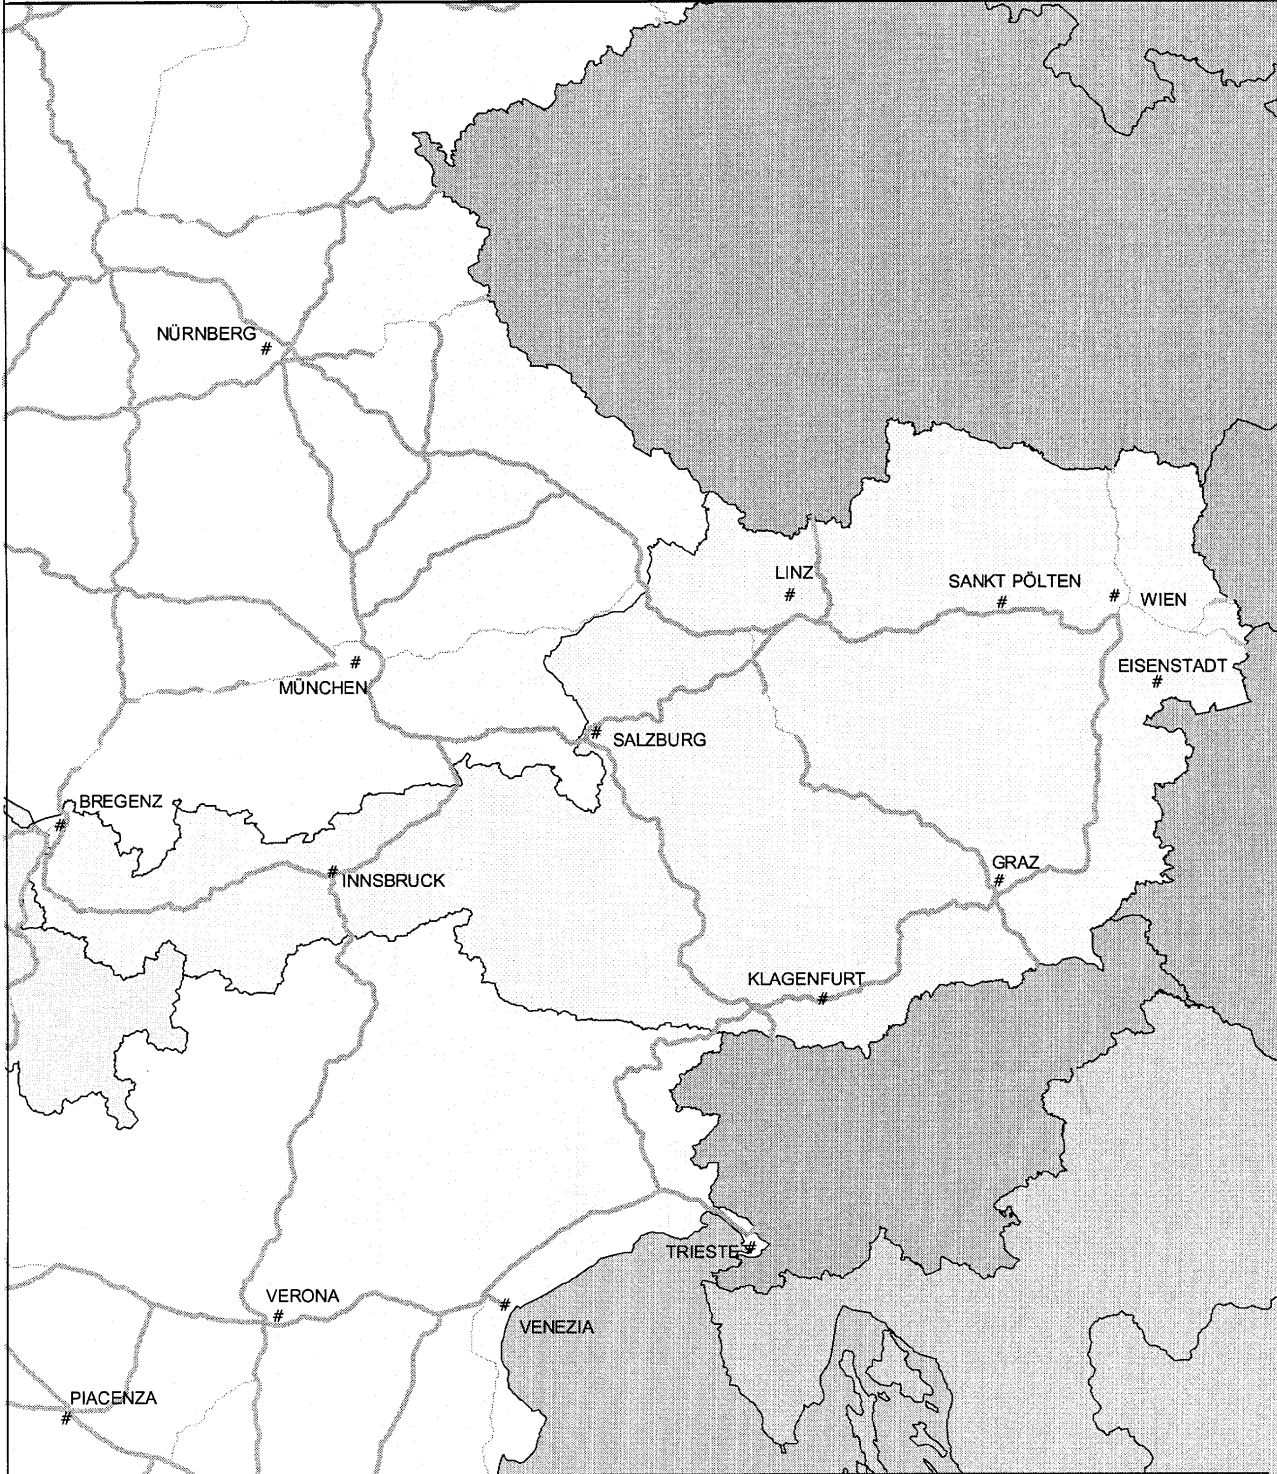 NÜRNBERG
#
LINZ
#
SANKT PÖLTEN
#
#
WIEN
EISENSTADT
#
#
MÜNCHEN
#
SALZBURG
BREGENZ
#
#
INNSBRUCK
GRAZ
#
KLAGENFURT
#
TRIESTE#
VERONA
#
#
VENEZIA
PIACENZA
#